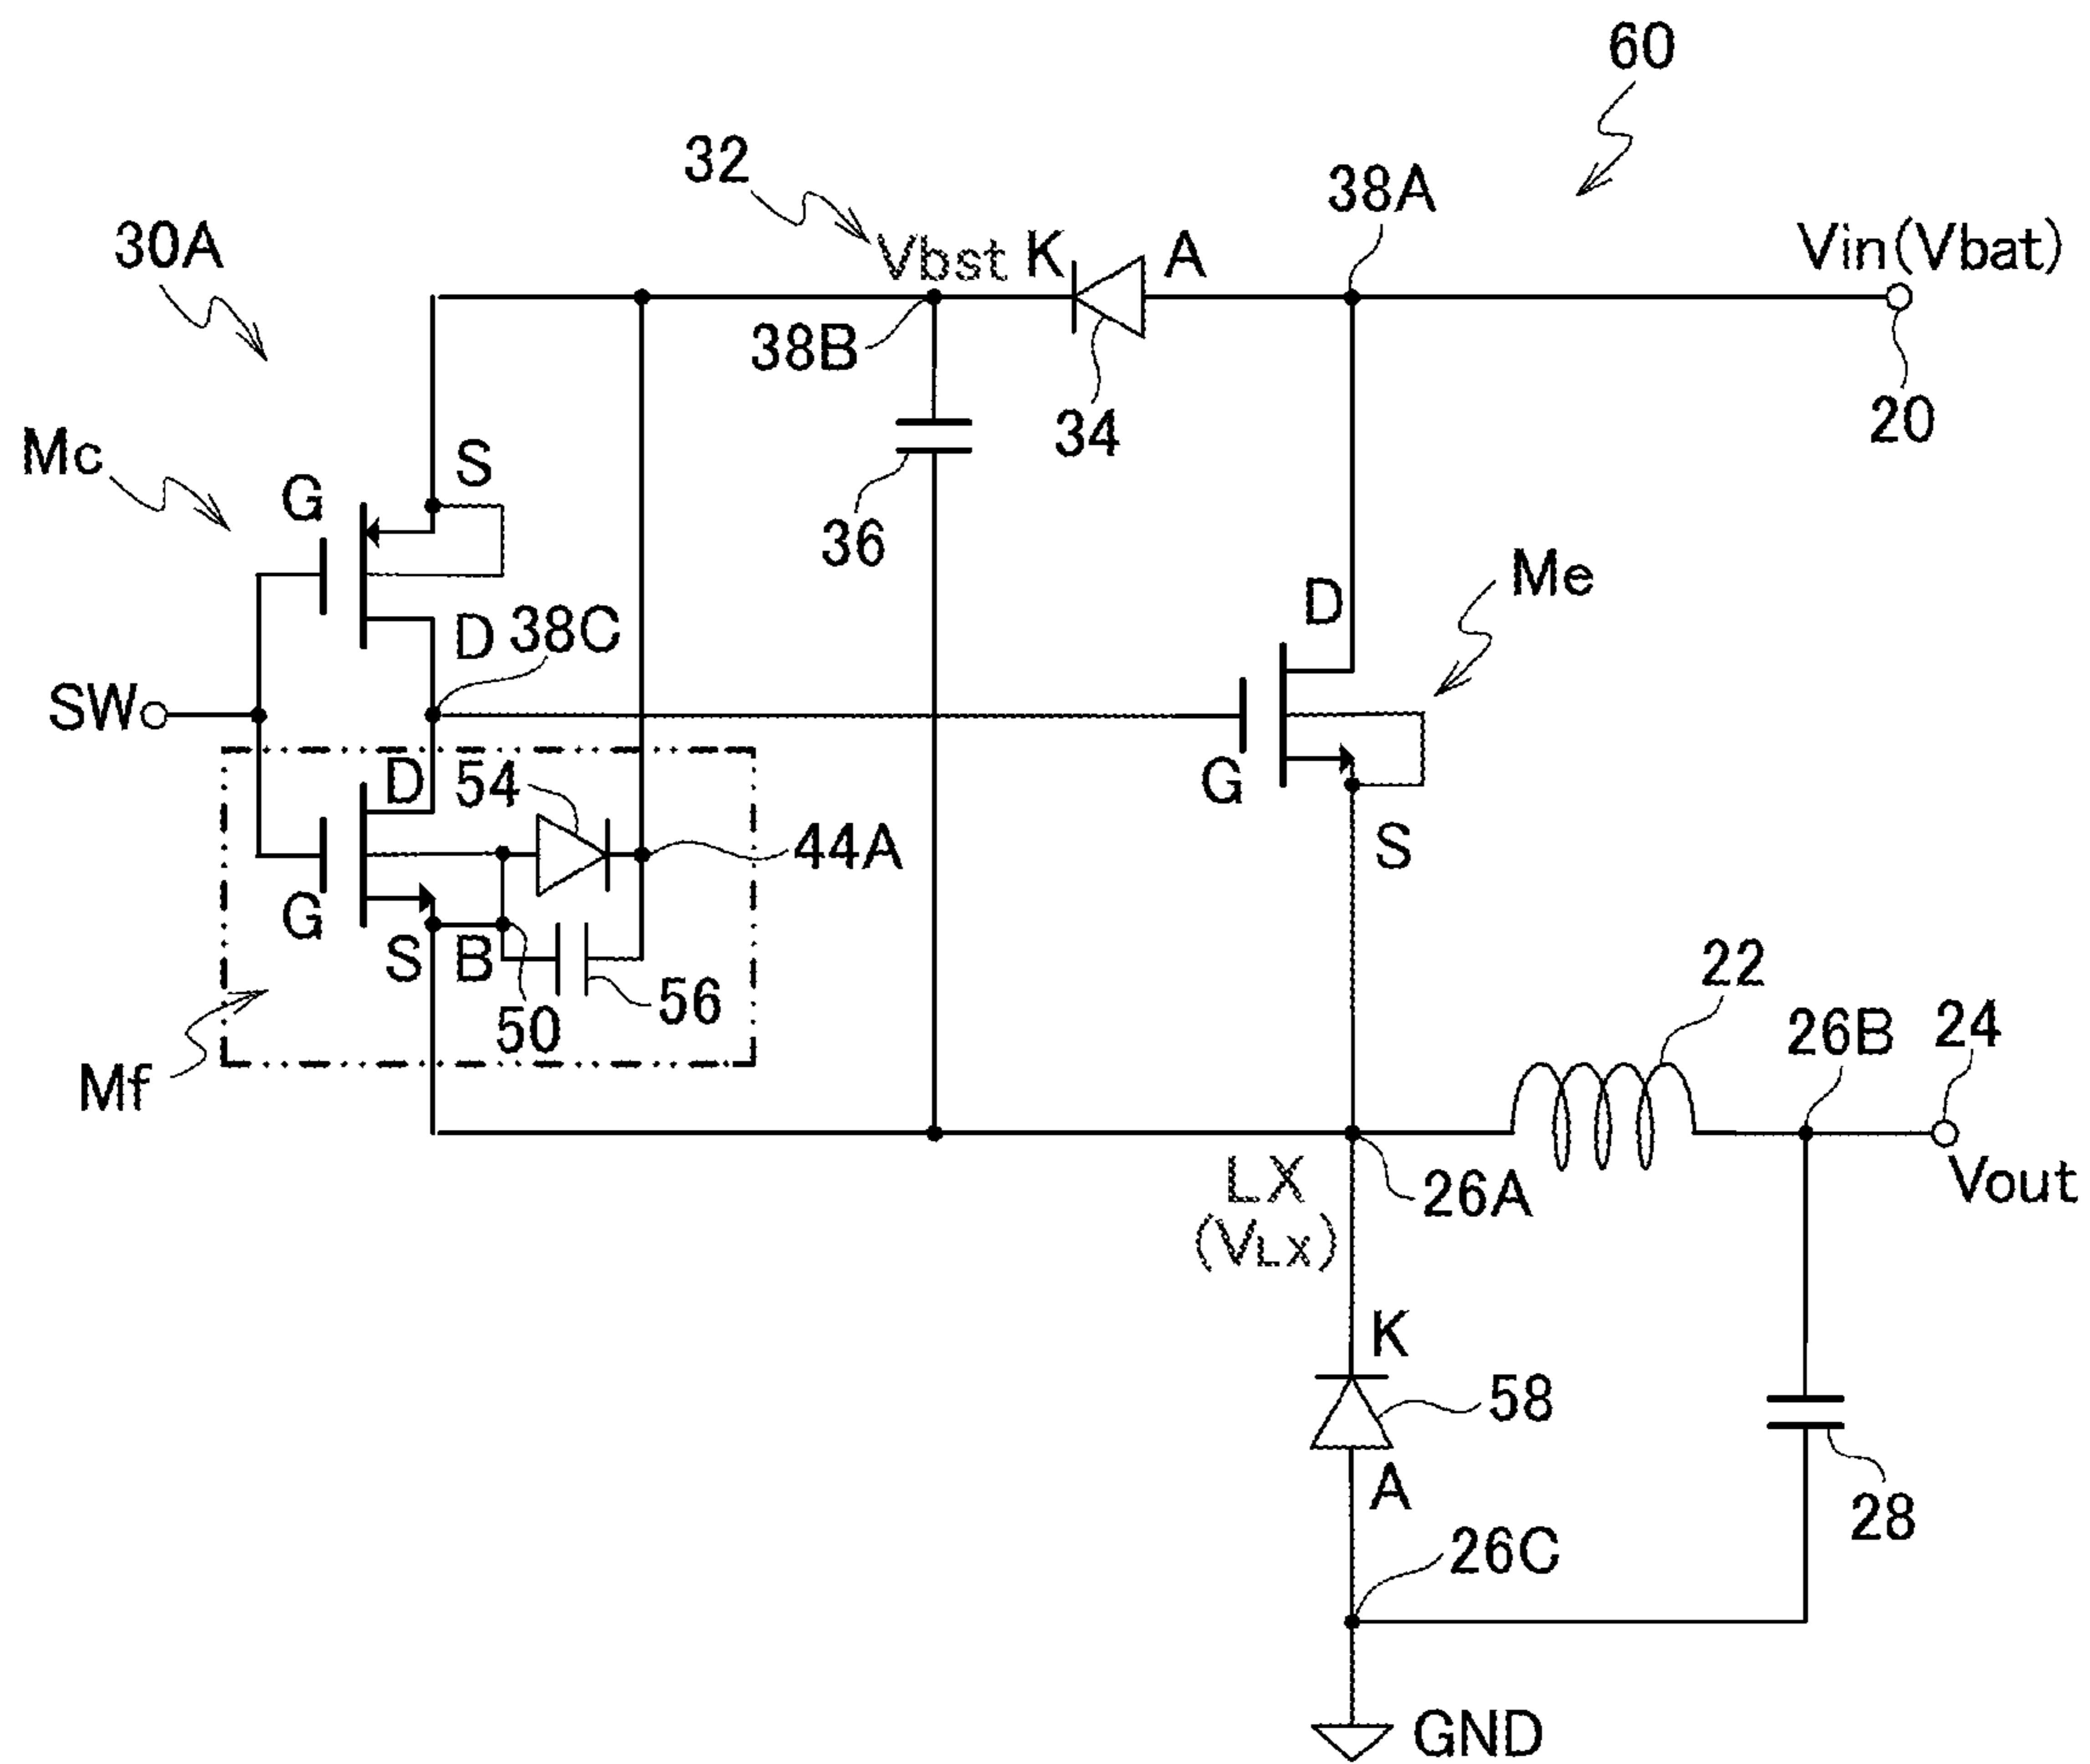 60
32
38A
30A
Vbst K
A
Vin(Vbat)
38B
34
20
Mc
S
G
36
Me
D
D
38C
SW
D
54
G
44A
S
G
S
B
56
50
Mf
22
26B
24
LX
(VLX)
26A
Vout
K
58
A
28
26C
GND